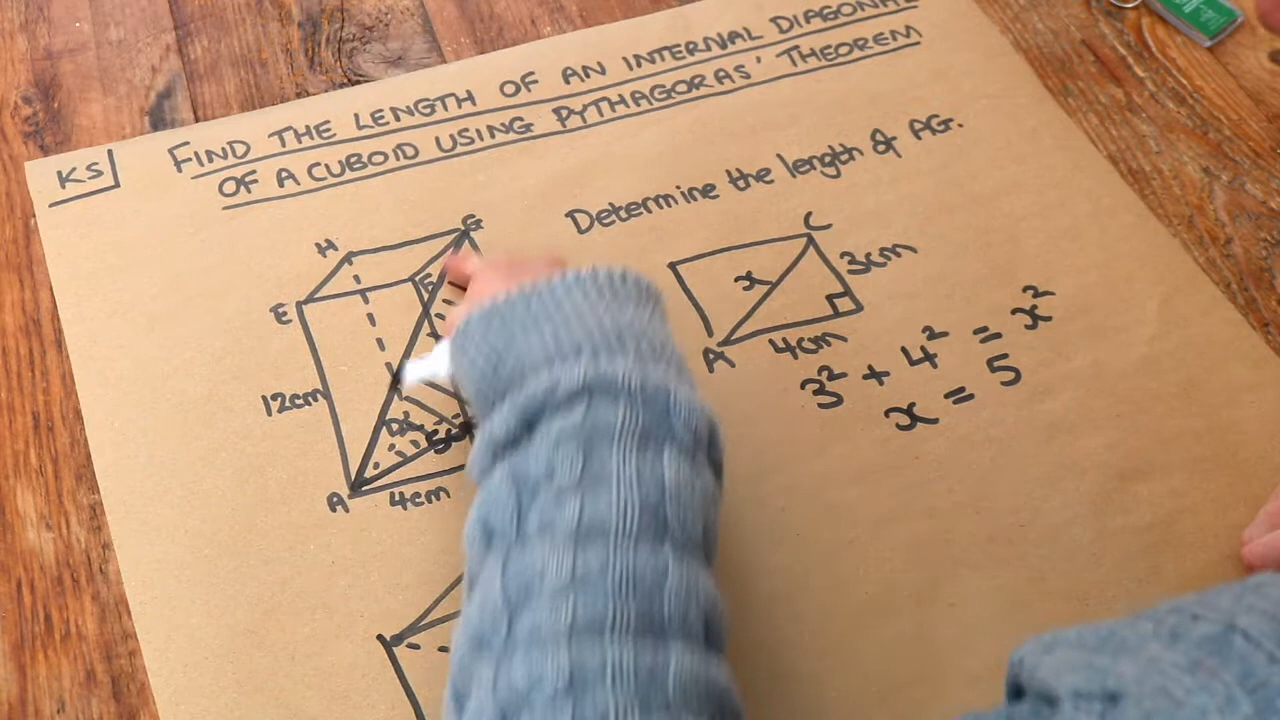 KS
FIND THE LENGTH OF AN INTERNAL DIAGONAL
OF A CUBOID USING PYTHAGORAS' THEOREM
Determine the length of AG.
H
G
E
F
12cm
D
A
4cm
C
x
3cm
A
4cm
3² + 4² = x²
x = 5